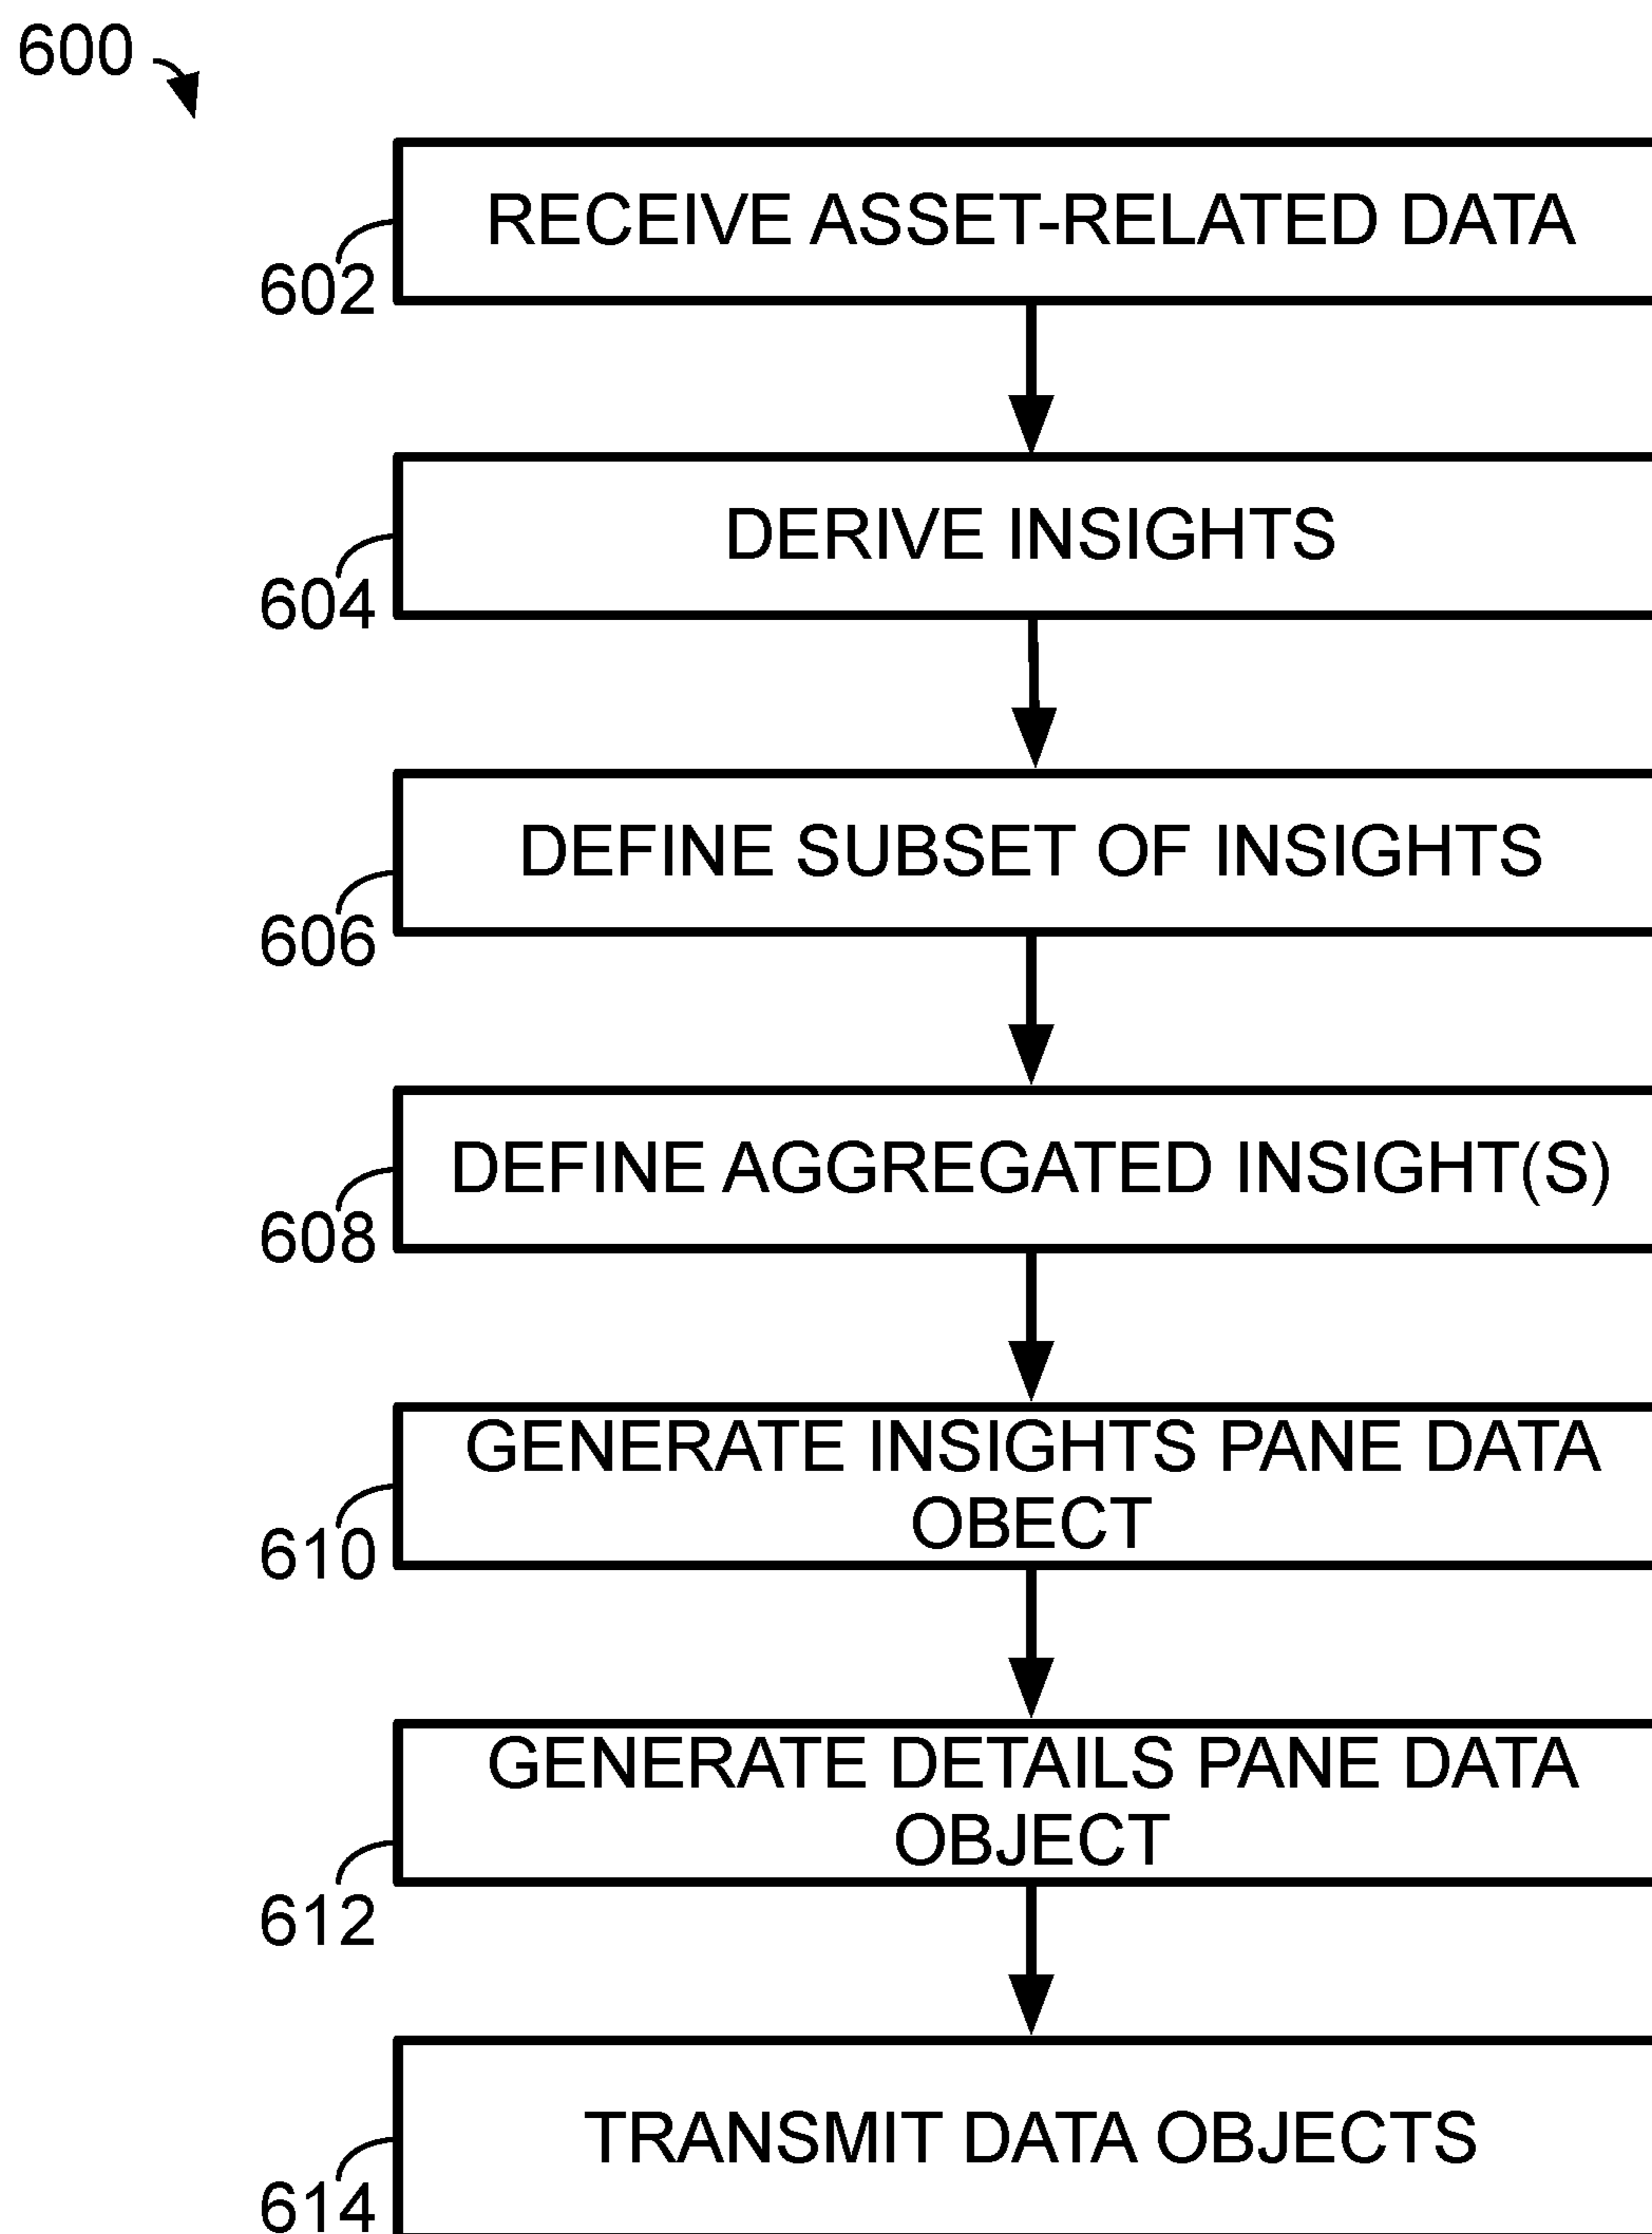 600
RECEIVE ASSET-RELATED DATA
602
DERIVE INSIGHTS
604
DEFINE SUBSET OF INSIGHTS
606
DEFINE AGGREGATED INSIGHT(S)
608
GENERATE INSIGHTS PANE DATA
OBECT
610
GENERATE DETAILS PANE DATA
OBJECT
612
TRANSMIT DATA OBJECTS
614